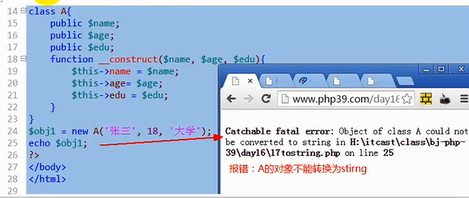 14 class A{
15 public $name;
16 public $age;
17 public $edu;
18 function __construct($name, $age, $edu){
19 $this->name = $name;
20 $this->age= $age;
21 $this->edu = $edu;
22 }
23 }
24 $obj1 = new A('张三', 18, '大学');
25 echo $obj1;
26 ?>
27 </body>
28 </html>
www.php39.com/day16
Catchable fatal error: Object of class A could not
be converted to string in H:\itcast\class\bj-php-
39\day16\17tostring.php on line 25
报错：A的对象不能转换为stirng